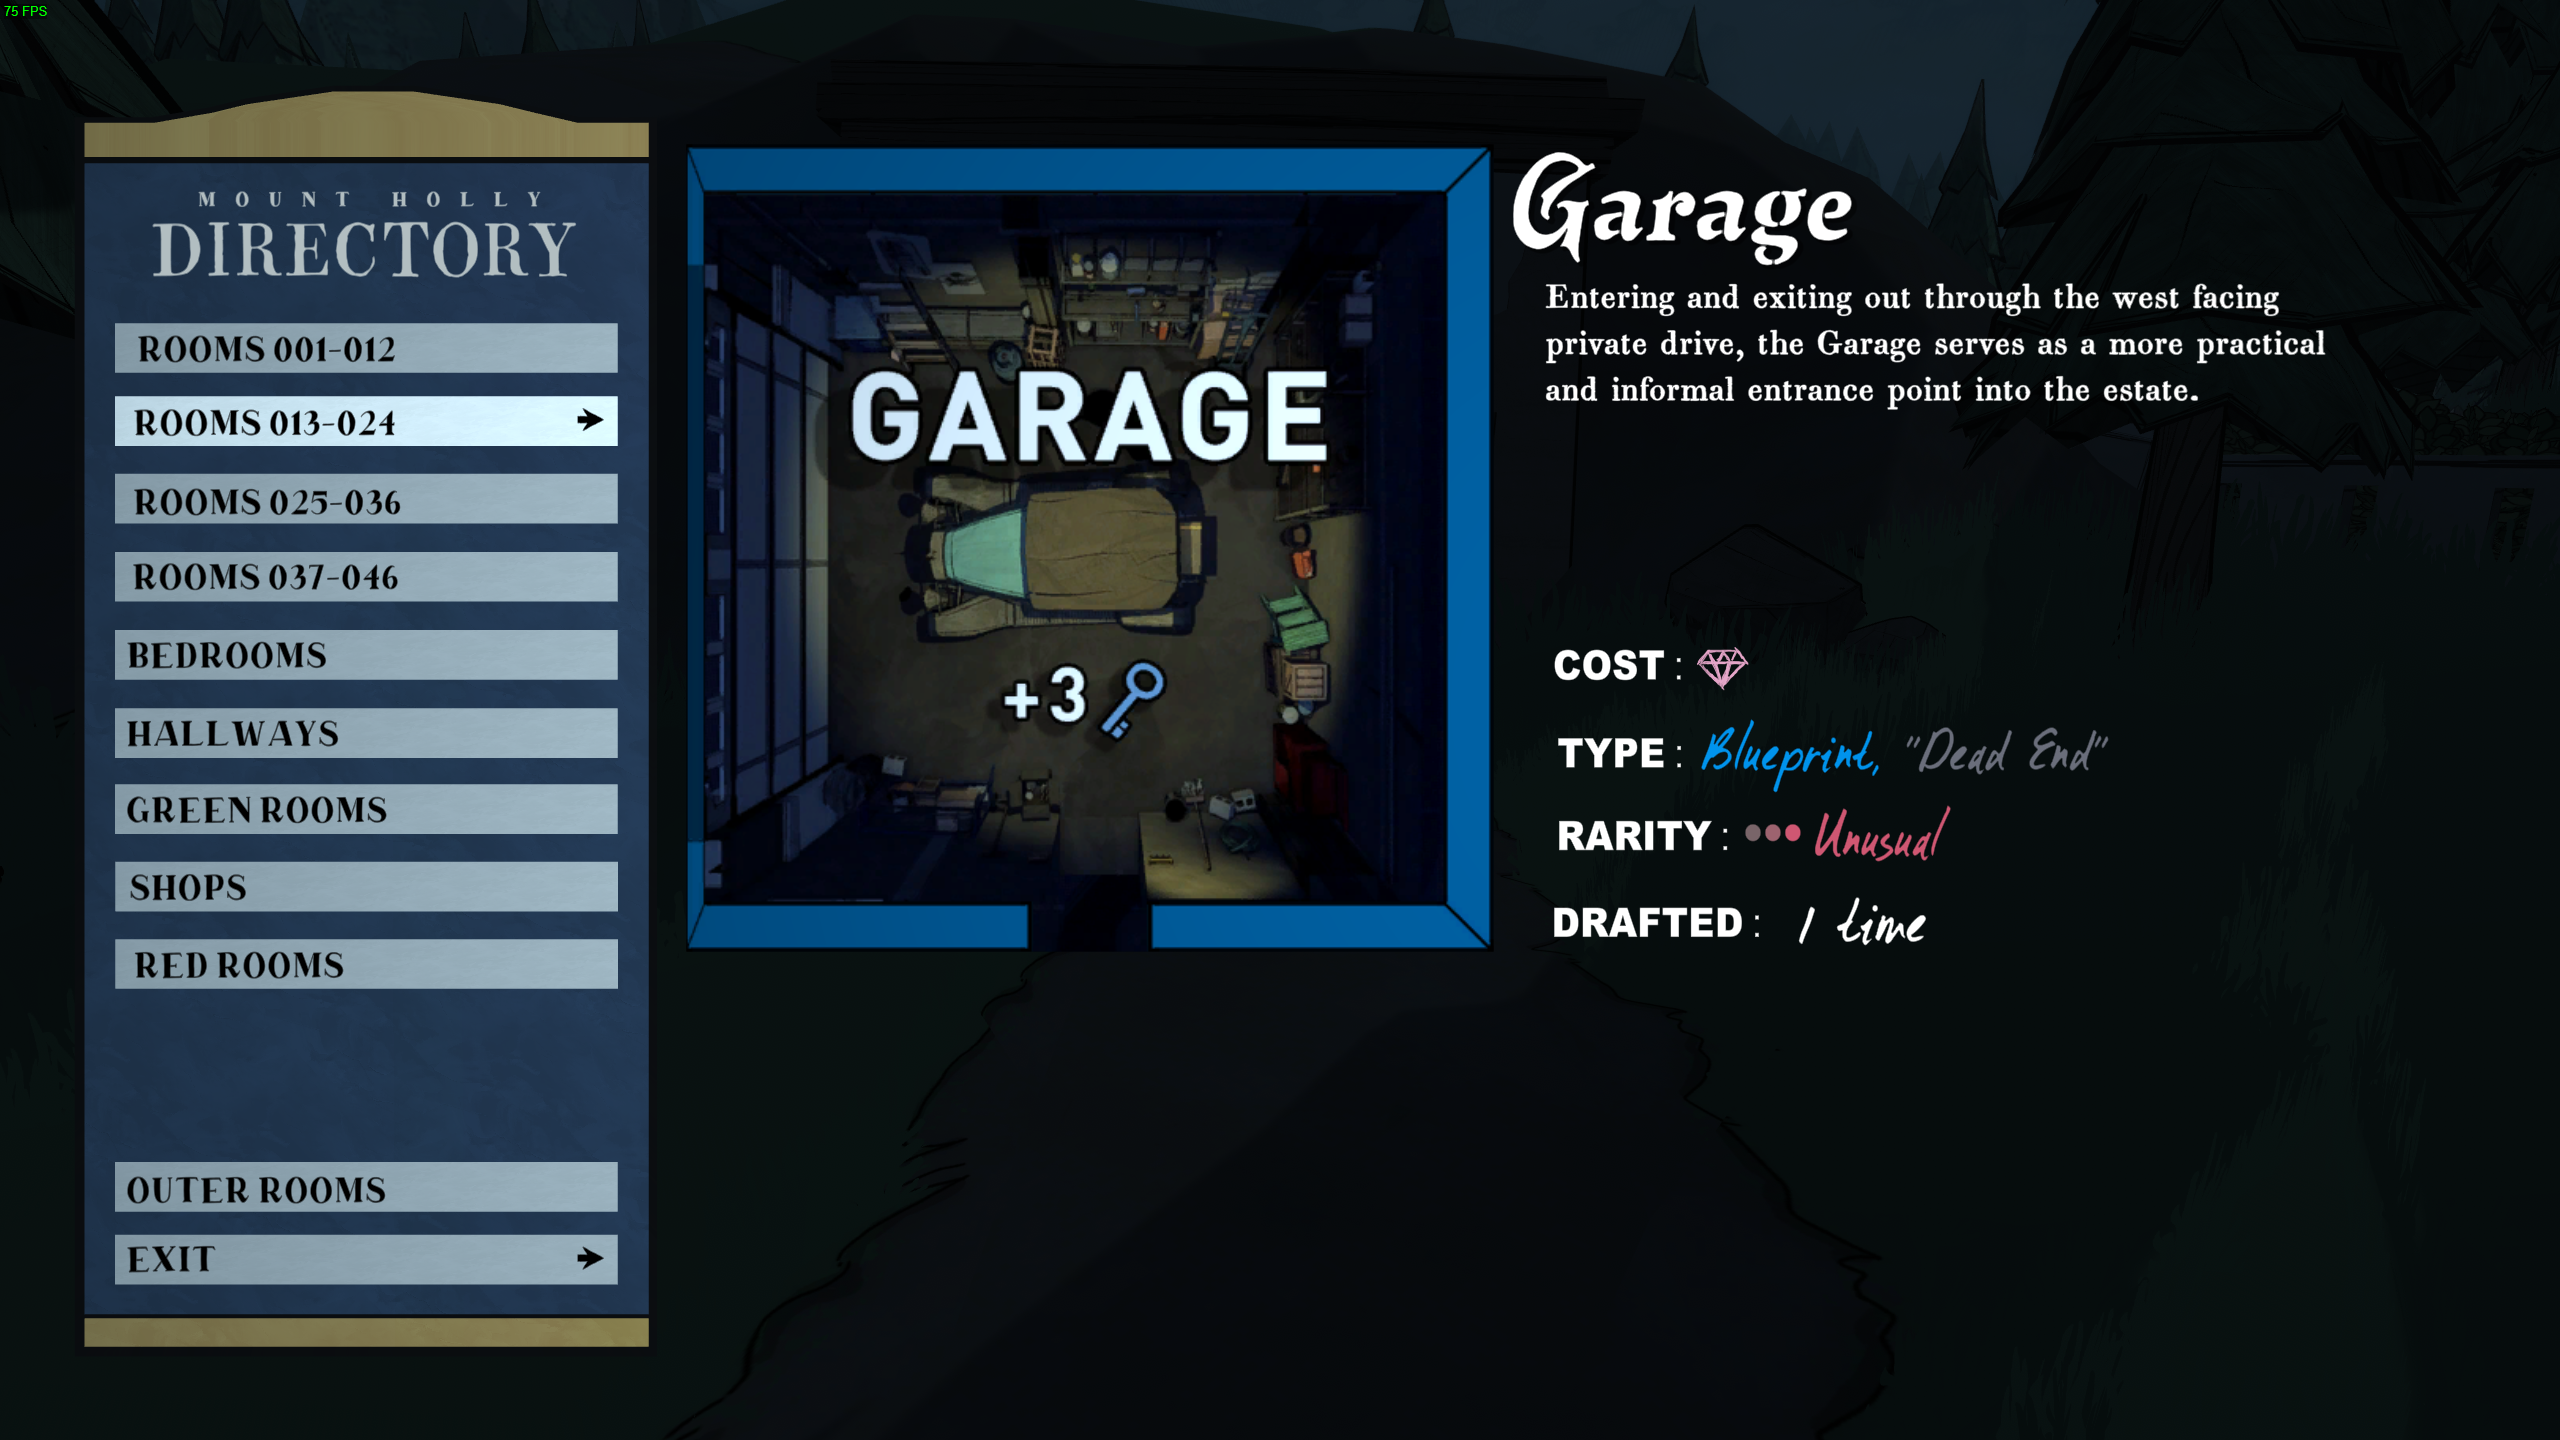 75 FPS
MOUNT HOLLY
DIRECTORY
ROOMS 001-012
ROOMS 013-024
ROOMS 025-036
ROOMS 037-046
BEDROOMS
HALLWAYS
GREEN ROOMS
SHOPS
RED ROOMS
OUTER ROOMS
EXIT
GARAGE
+3
Garage
Entering and exiting out through the west facing
private drive, the Garage serves as a more practical
and informal entrance point into the estate.
COST :
TYPE : Blueprint, "Dead End"
RARITY : Unusual
DRAFTED : 1 time